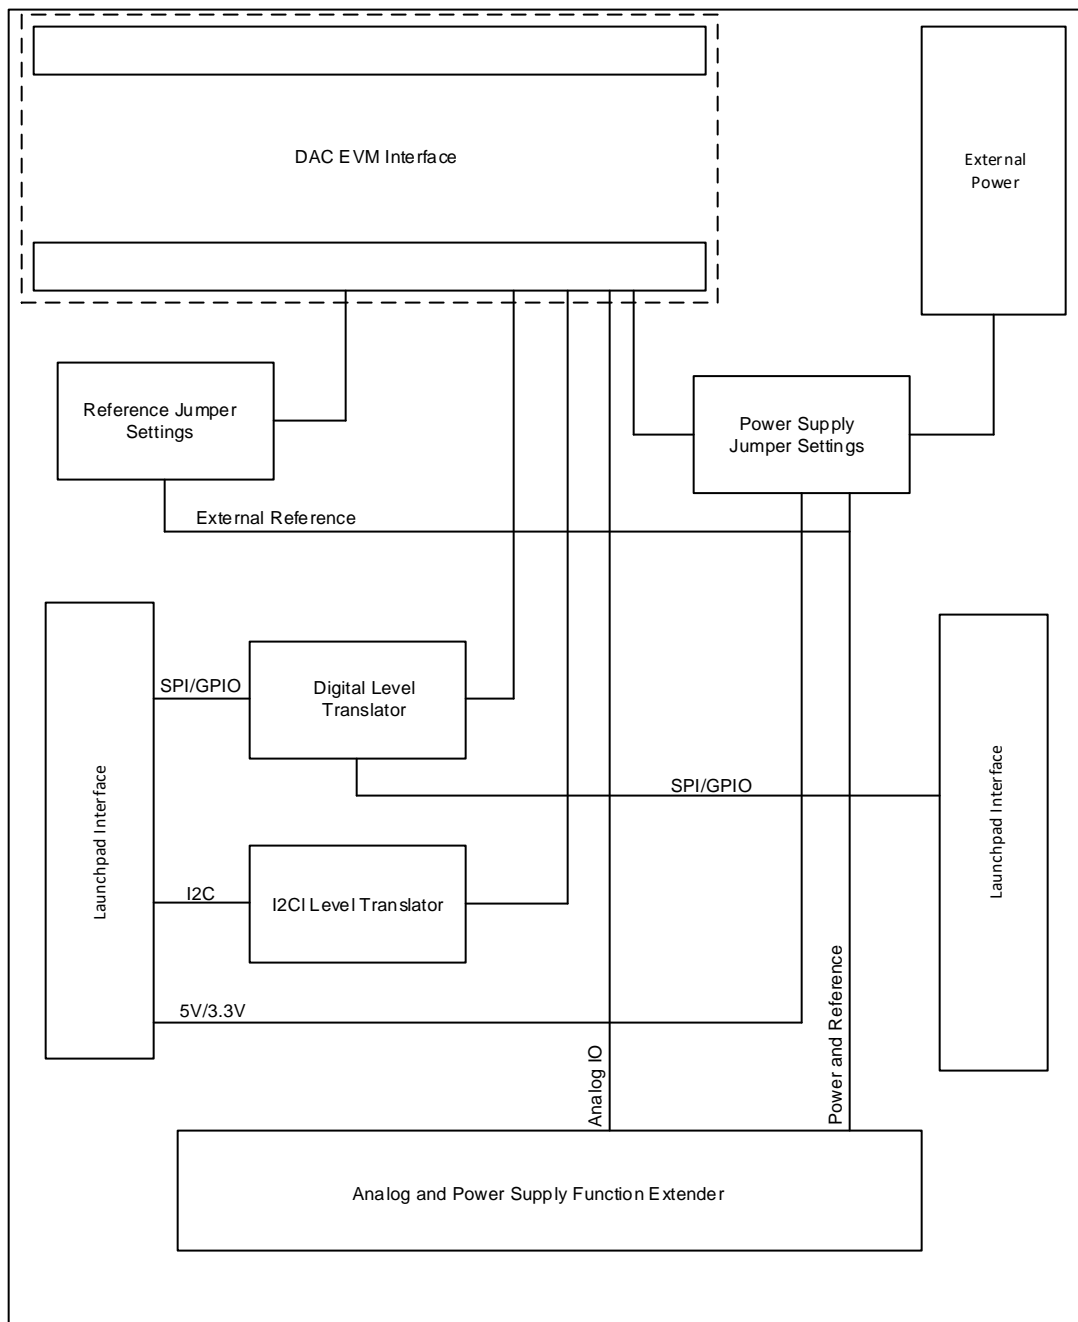 DAC EVM Interface
External
Power
Reference Jumper
Settings
Power Supply
Jumper Settings
External Reference
SPI/GPIO
Digital Level
Translator
Launchpad Interface
SPI/GPIO
Launchpad Interface
I2C
I2CI Level Translator
5V/3.3V
Analog IO
Power and Reference
Analog and Power Supply Function Extender